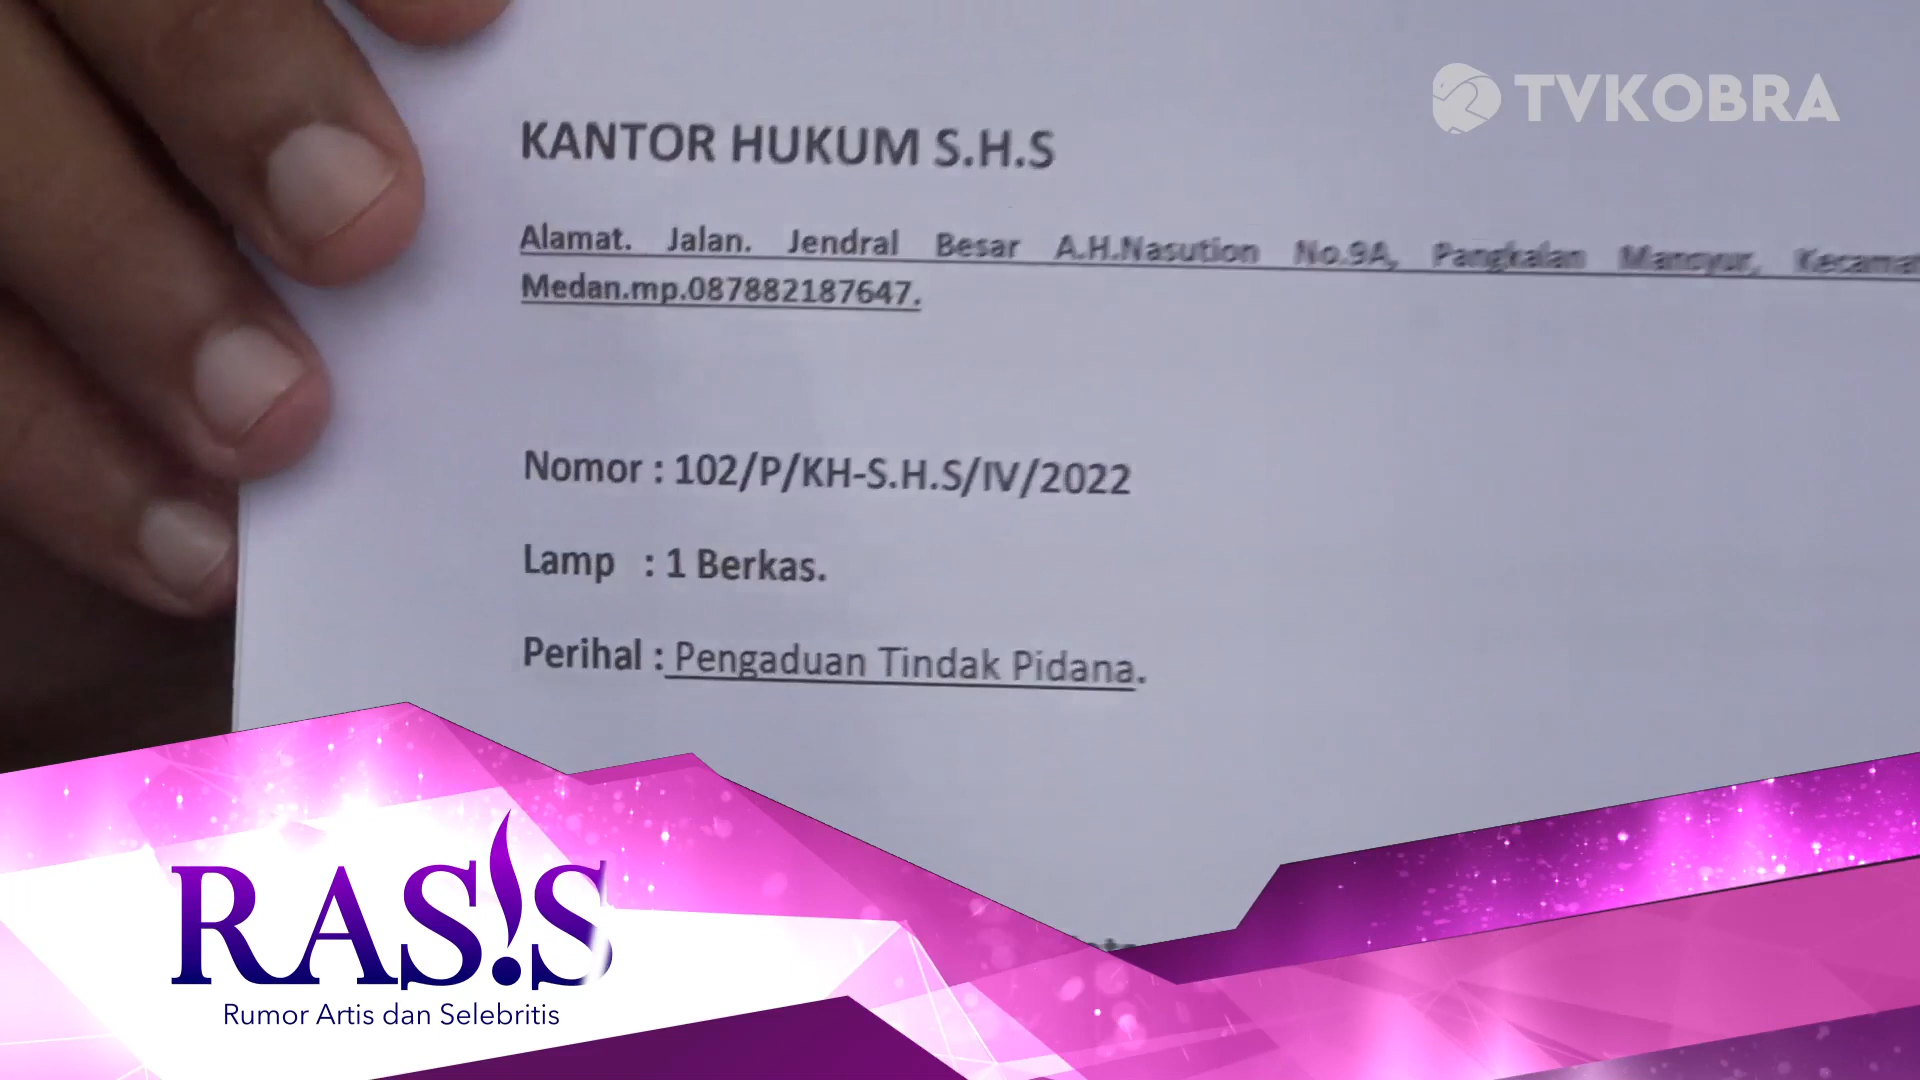 TVKOBRA
KANTOR HUKUM S.H.S
Alamat. Jalan. Jendral Besar A.H.Nasution No.9A, Pangkalan Mansyur,
Medan.mp.087882187647.
Nomor : 102/P/KH-S.H.S/IV/2022
Lamp : 1 Berkas.
Perihal : Pengaduan Tindak Pidana.
RASIS
Rumor Artis dan Selebritis